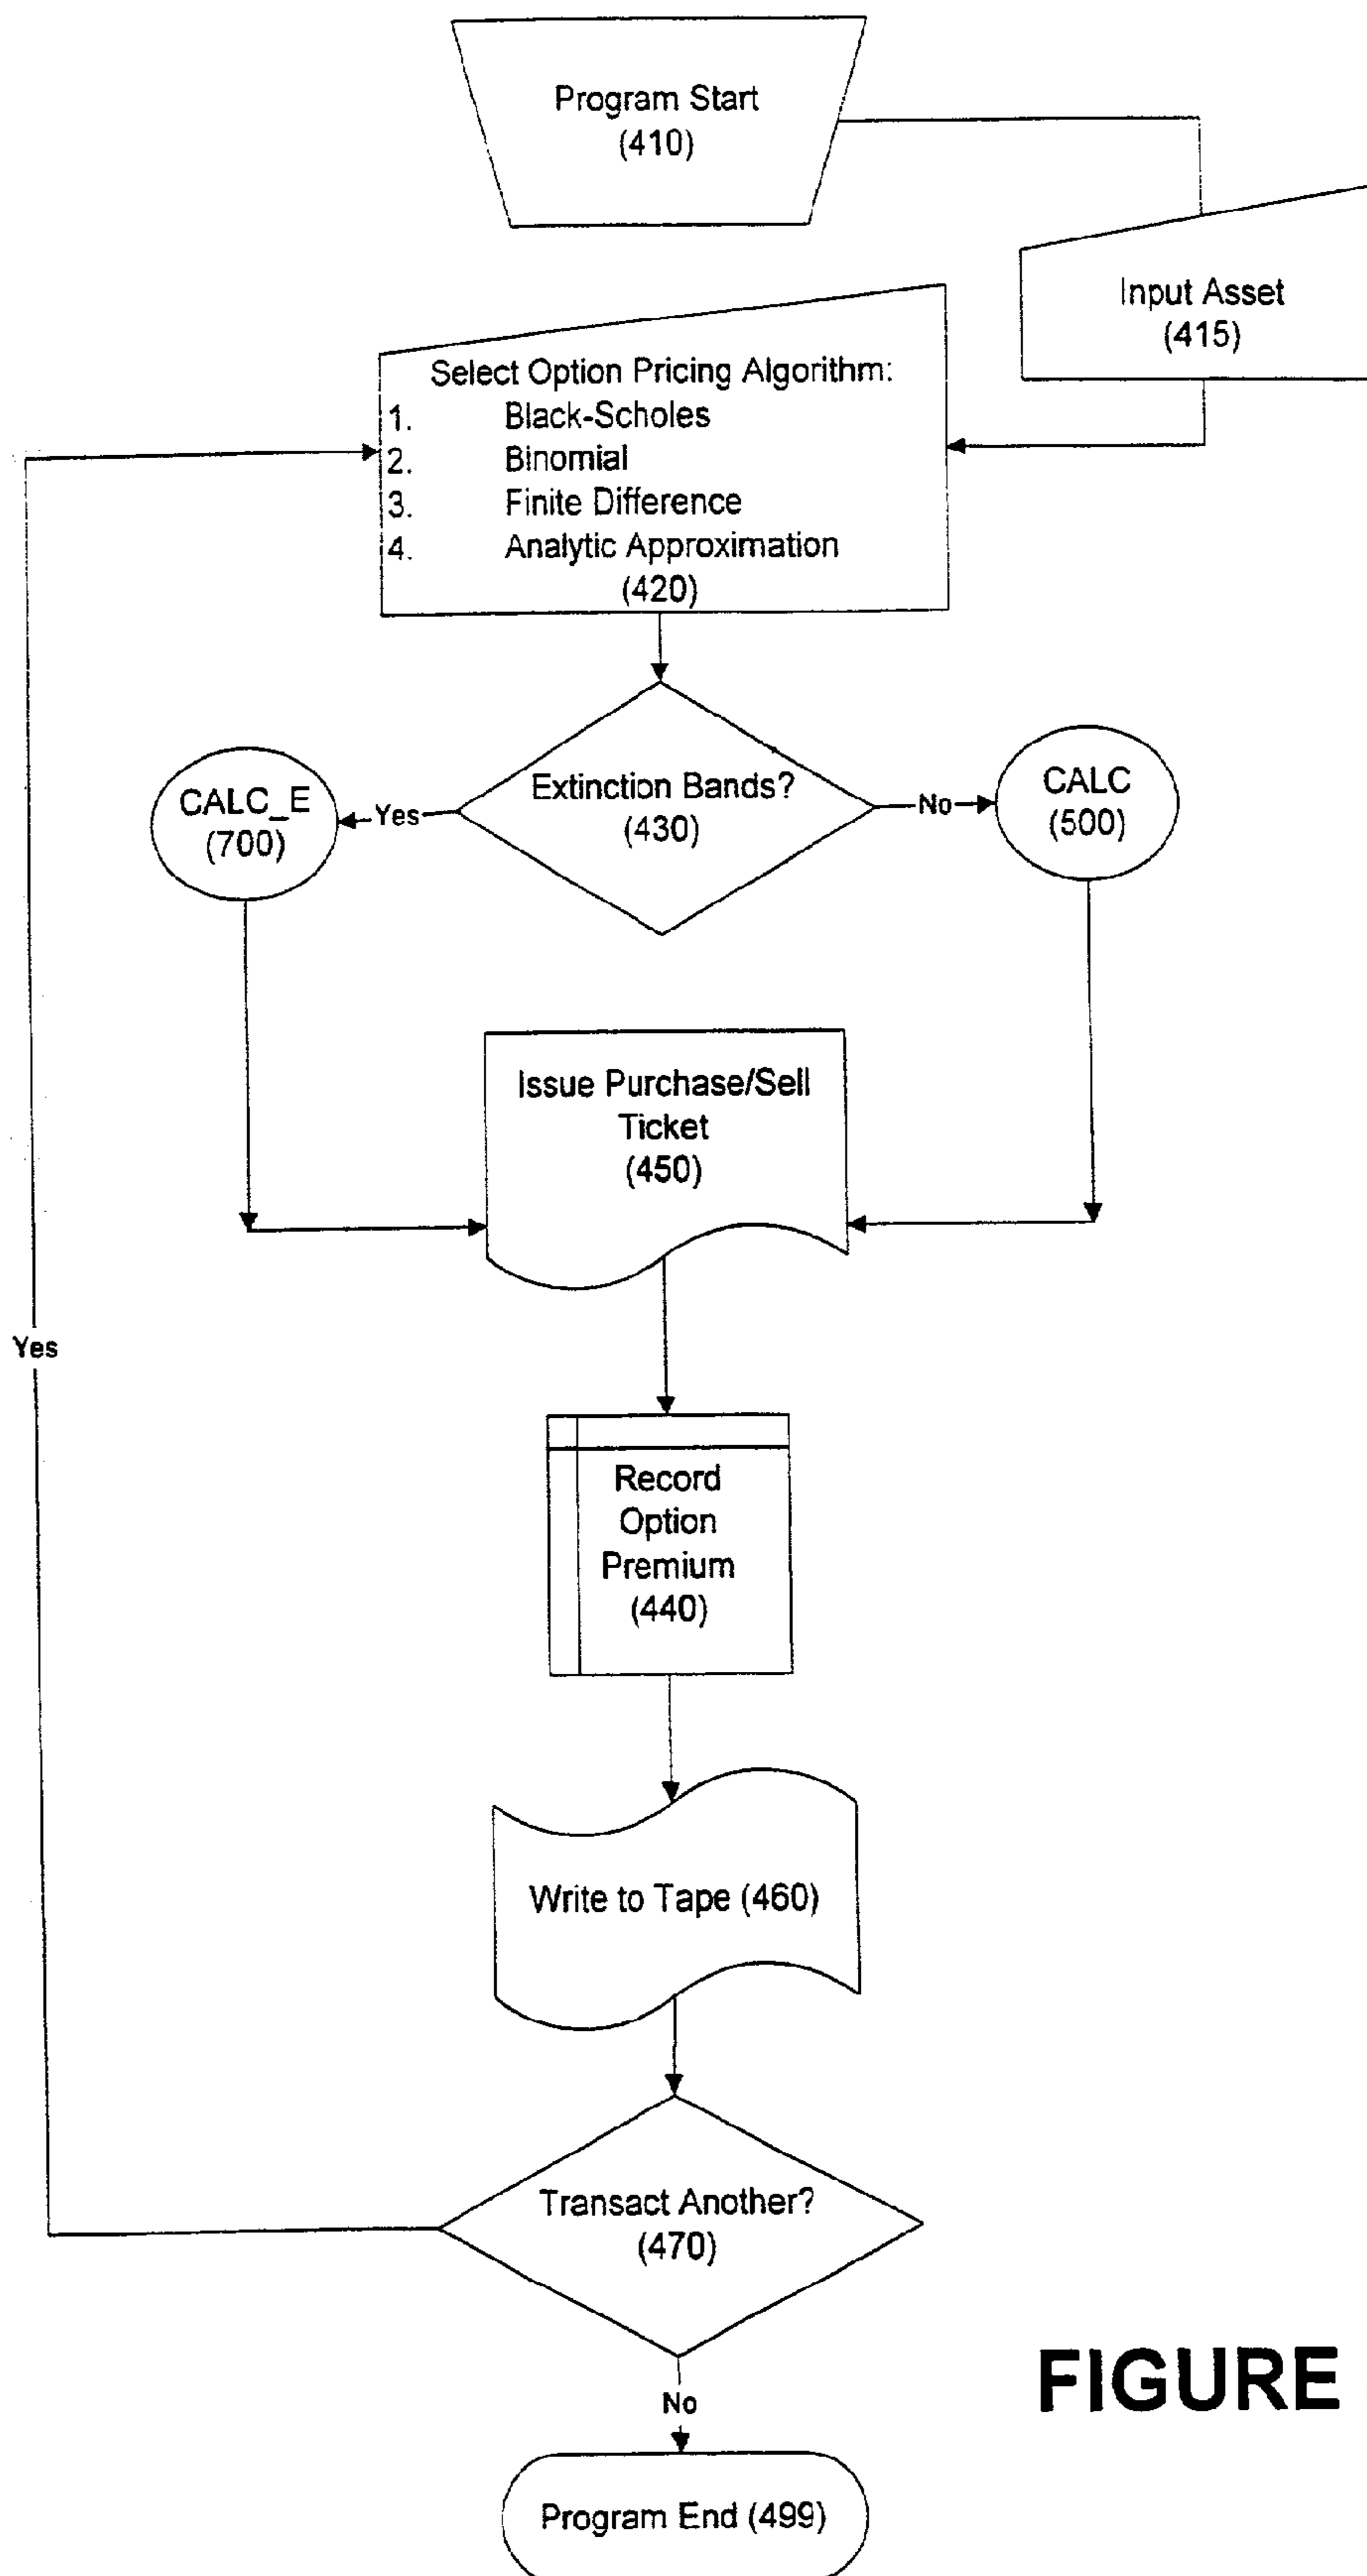 Program Start
(410)
Input Asset
(415)
Select Option Pricing Algorithm:
1. Black-Scholes
2. Binomial
3. Finite Difference
4. Analytic Approximation
(420)
Extinction Bands?
(430)
Yes
No
CALC_E
(700)
CALC
(500)
Issue Purchase/Sell
Ticket
(450)
Yes
Record
Option
Premium
(440)
Write to Tape (460)
Transact Another?
(470)
No
Program End (499)
FIGURE